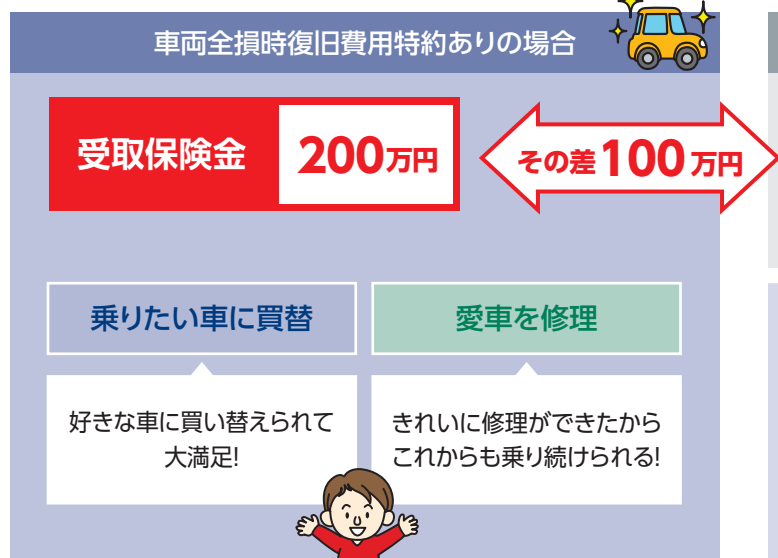 車両全損時復旧費用特約ありの場合
受取保険金 200万円
その差100万円
乗りたい車に買替
愛車を修理
好きな車に買い替えられて
大満足!
きれいに修理ができたから
これからも乗り続けられる!